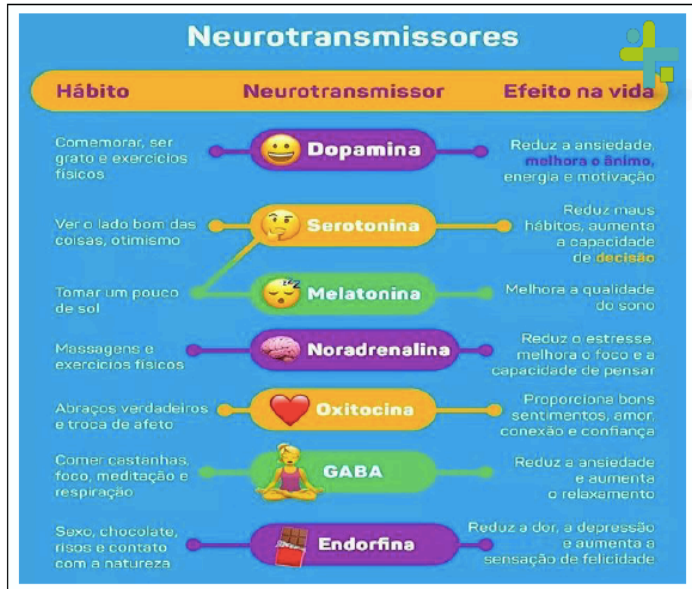 Neurotransmissores
Hábito Neurotransmissor Efeito na vida
Comemorar, ser
grato e exercícios
físicos
Dopamina
Reduz a ansiedade,
melhora o ânimo,
energia e motivação
Ver o lado bom das
coisas, otimismo
Serotonina
Reduz maus
hábitos, aumenta
a capacidade
de decisão
Tomar um pouco
de sol
Melatonina
Melhora a qualidade
do sono
Massagens e
exercícios físicos
Noradrenalina
Reduz o estresse,
melhora o foco e a
capacidade de pensar
Abraços verdadeiros
e troca de afeto
Oxitocina
Proporciona bons
sentimentos, amor,
conexão e confiança
Comer castanhas,
foco, meditação e
respiração
GABA
Reduz a ansiedade
e aumenta
o relaxamento
Sexo, chocolate,
risos e contato
com a natureza
Endorfina
Reduz a dor, a depressão
e aumenta a
sensação de felicidade